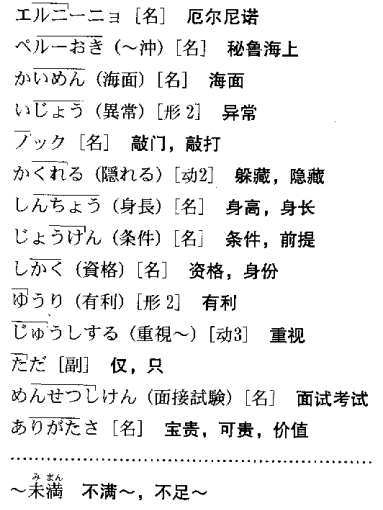 エルニーニョ [名] 厄尔尼诺
ペルーおき (～沖) [名] 秘鲁海上
かいめん (海面) [名] 海面
いじょう (異常) [形2] 异常
ノック [名] 敲门，敲打
かくれる (隠れる) [动2] 躲藏，隐藏
しんちょう (身長) [名] 身高，身长
じょうけん (条件) [名] 条件，前提
しかく (資格) [名] 资格，身份
ゆうり (有利) [形2] 有利
じゅうしする (重視～) [动3] 重视
ただ [副] 仅，只
めんせつしけん (面接試験) [名] 面试考试
ありがたさ [名] 宝贵，可贵，价值
～未満 不满～，不足～
みまん